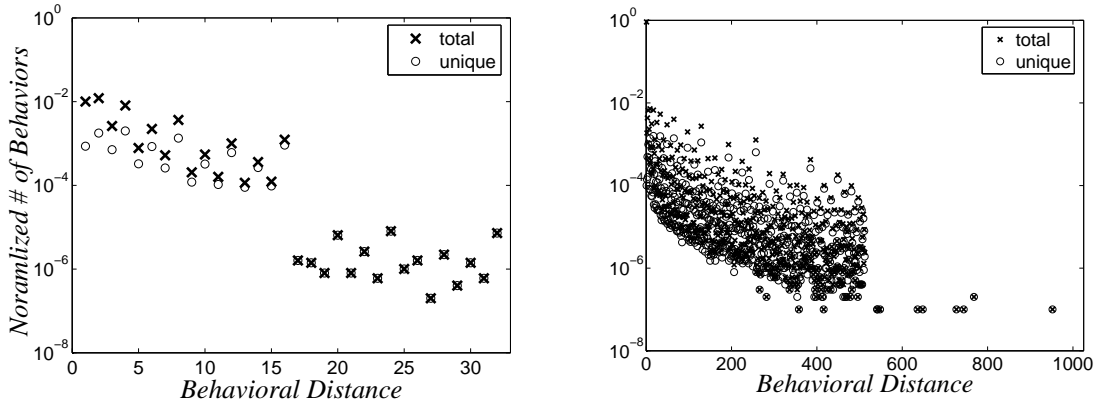 Noramlized # of Behaviors
10^0
10^−2
10^−4
10^−6
10^−8
total
unique
0 5 10 15 20 25 30
Behavioral Distance
10^0
10^−2
10^−4
10^−6
10^−8
total
unique
0 200 400 600 800 1000
Behavioral Distance